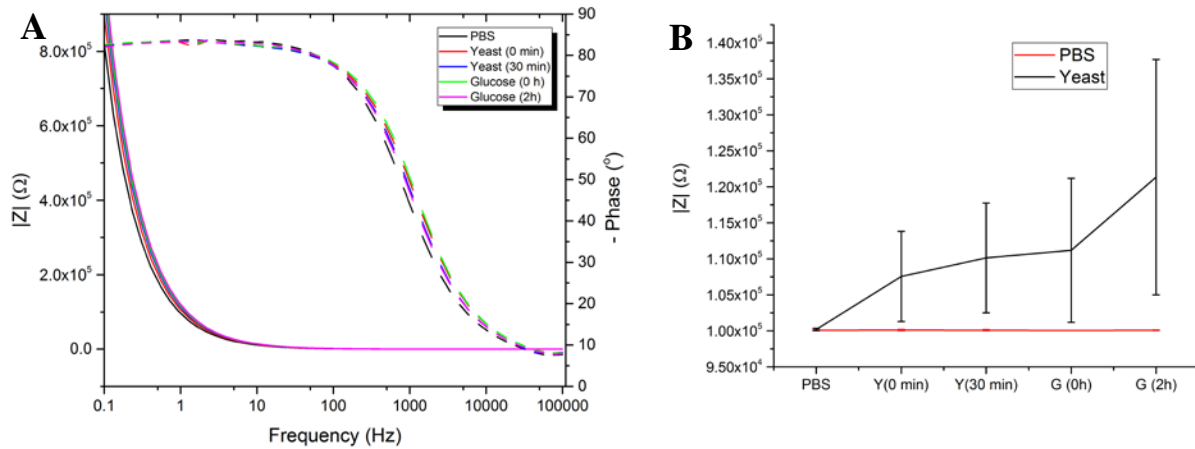 A
|Z| (Ω)
8.0x10⁵
6.0x10⁵
4.0x10⁵
2.0x10⁵
0.0
0.1
1
10
100
1000
10000
100000
Frequency (Hz)
90
80
70
60
50
40
30
20
10
0
- Phase (°)
PBS
Yeast (0 min)
Yeast (30 min)
Glucose (0 h)
Glucose (2h)
B
|Z| (Ω)
1.40x10⁵
1.35x10⁵
1.30x10⁵
1.25x10⁵
1.20x10⁵
1.15x10⁵
1.10x10⁵
1.05x10⁵
1.00x10⁵
9.50x10⁴
PBS
Y(0 min)
Y(30 min)
G (0h)
G (2h)
PBS
Yeast